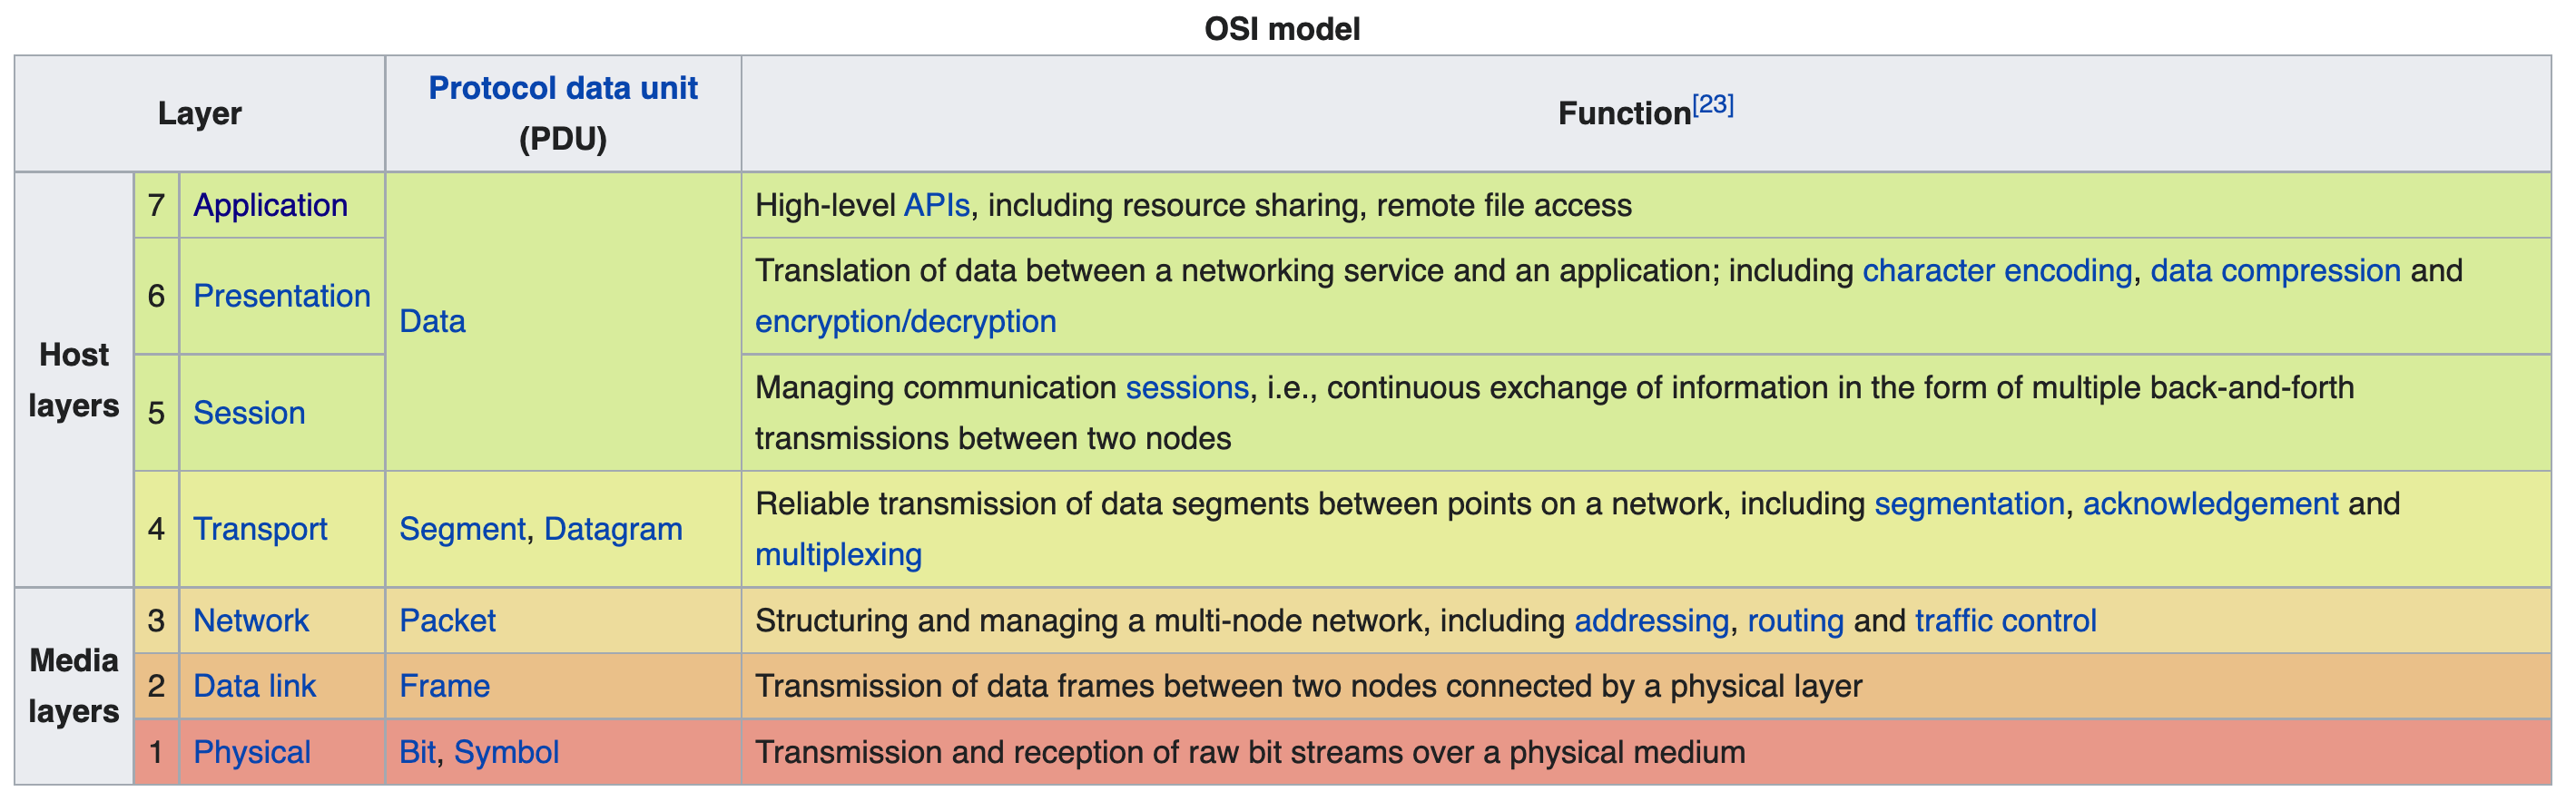 OSI model
Layer
Protocol data unit
(PDU)
Function[23]
Host
layers
7 Application
Data
High-level APIs, including resource sharing, remote file access
6 Presentation
Translation of data between a networking service and an application; including character encoding, data compression and
encryption/decryption
5 Session
Managing communication sessions, i.e., continuous exchange of information in the form of multiple back-and-forth
transmissions between two nodes
4 Transport
Segment, Datagram
Reliable transmission of data segments between points on a network, including segmentation, acknowledgement and
multiplexing
Media
layers
3 Network
Packet
Structuring and managing a multi-node network, including addressing, routing and traffic control
2 Data link
Frame
Transmission of data frames between two nodes connected by a physical layer
1 Physical
Bit, Symbol
Transmission and reception of raw bit streams over a physical medium